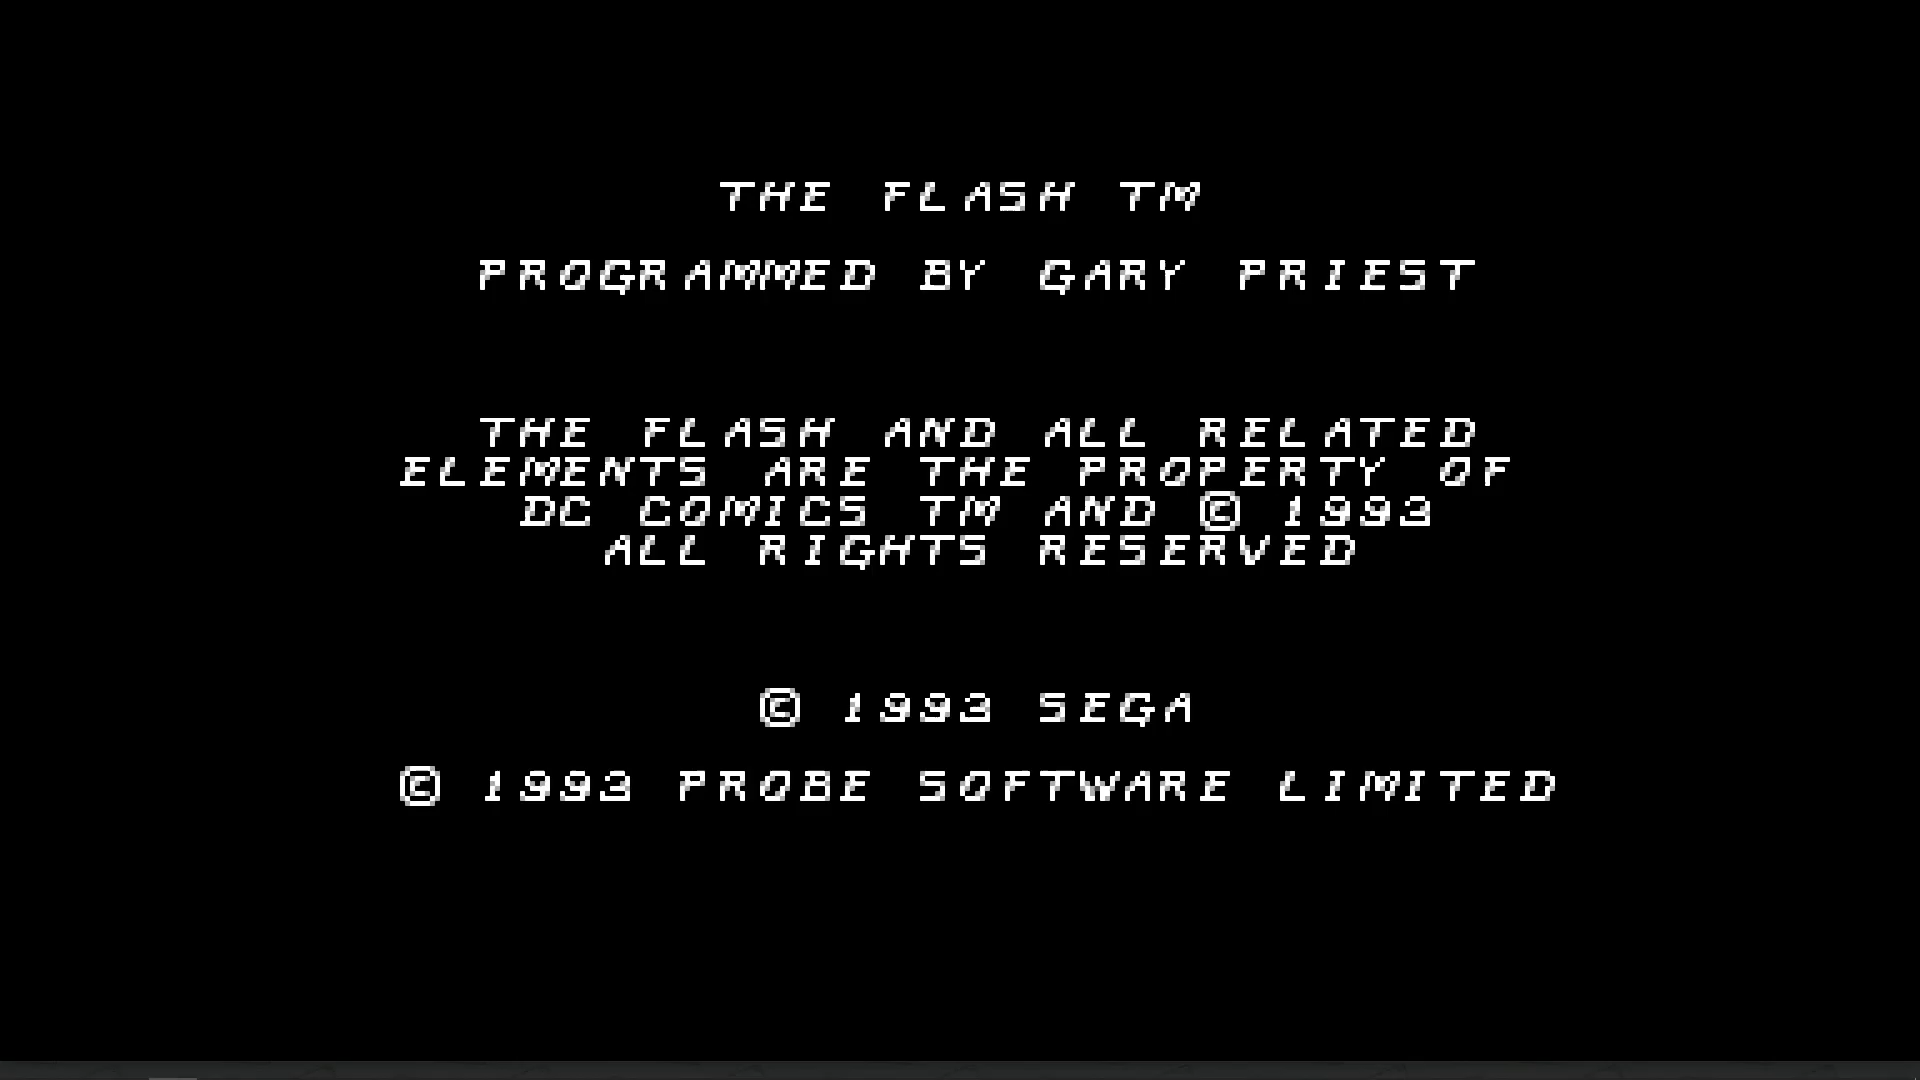 THE FLASH TM
PROGRAMMED BY GARY PRIEST
THE FLASH AND ALL RELATED
ELEMENTS ARE THE PROPERTY OF
DC COMICS TM AND © 1993
ALL RIGHTS RESERVED
© 1993 SEGA
© 1993 PROBE SOFTWARE LIMITED